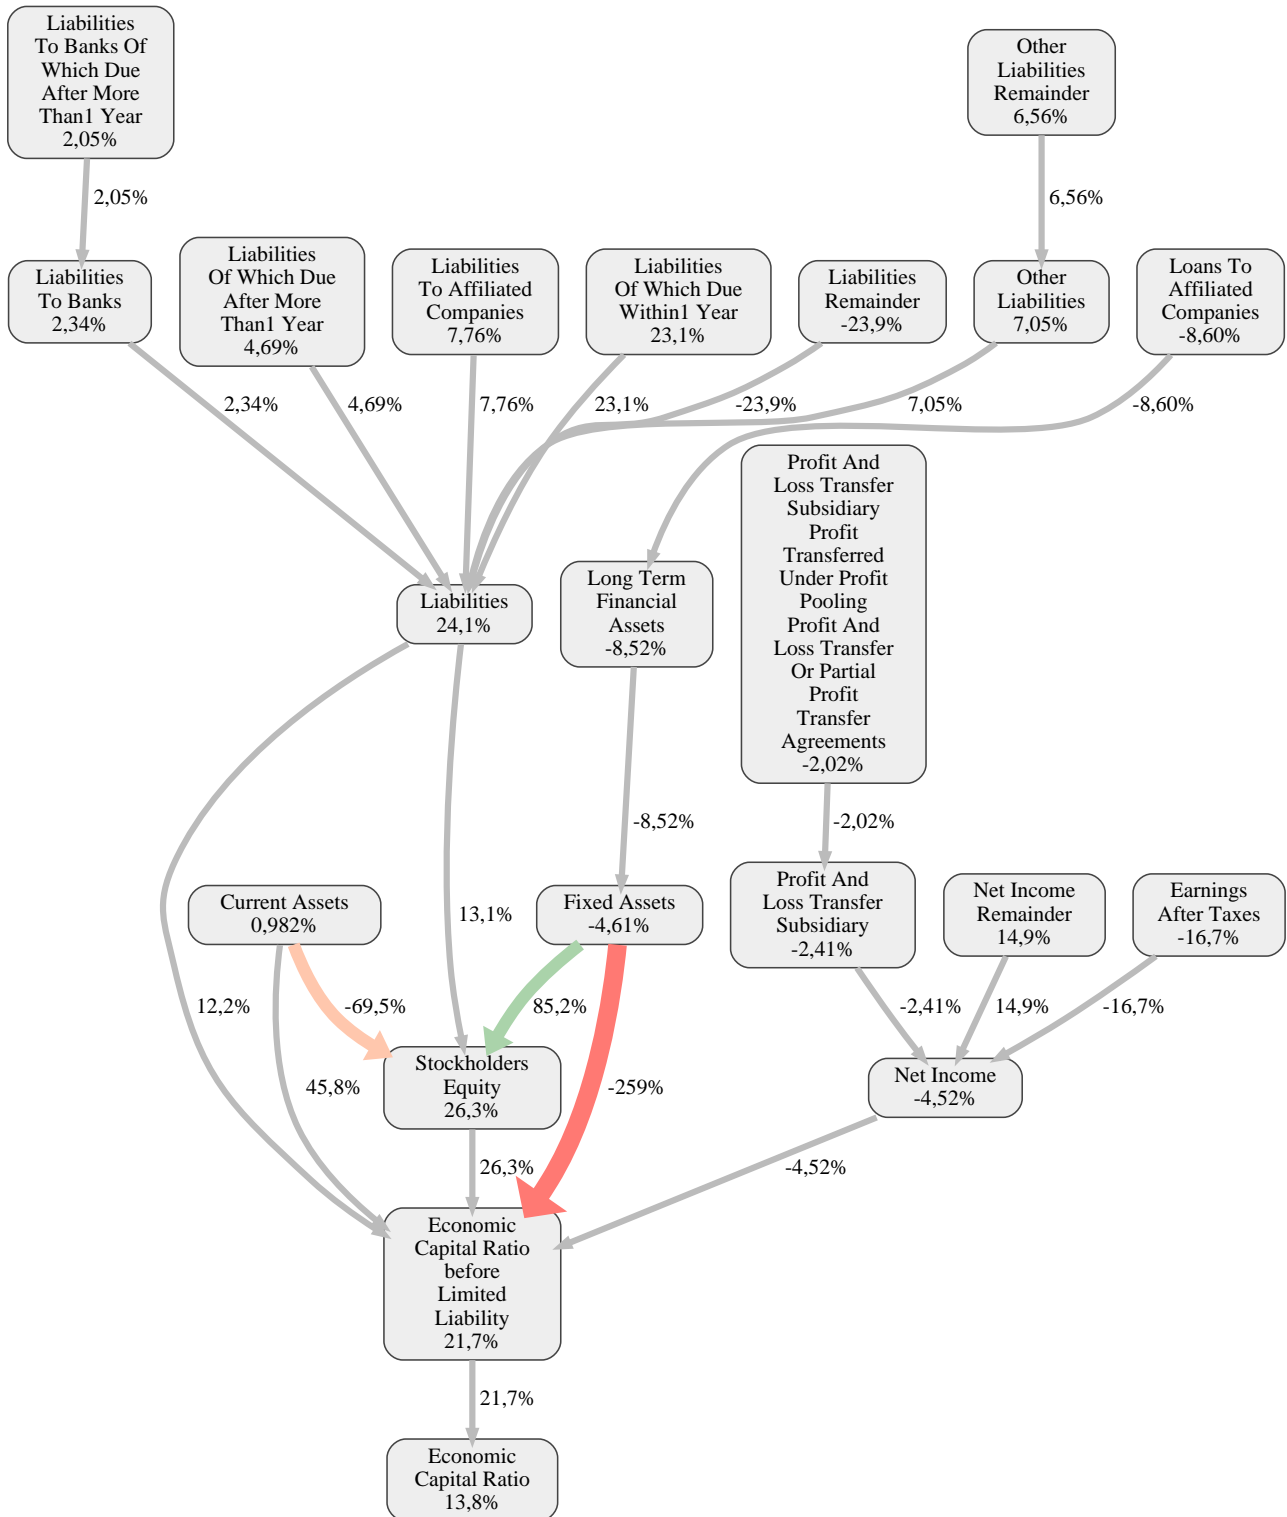 Liabilities
To Banks Of
Which Due
After More
Than1 Year
2,05%
Other
Liabilities
Remainder
6,56%
2,05%
6,56%
Liabilities
To Banks
2,34%
Liabilities
Of Which Due
After More
Than1 Year
4,69%
Liabilities
To Affiliated
Companies
7,76%
Liabilities
Of Which Due
Within1 Year
23,1%
Liabilities
Remainder
-23,9%
Other
Liabilities
7,05%
Loans To
Affiliated
Companies
-8,60%
2,34%
4,69%
7,76%
23,1%
-23,9%
7,05%
-8,60%
Profit And
Loss Transfer
Subsidiary
Profit
Transferred
Under Profit
Pooling
Profit And
Loss Transfer
Or Partial
Profit
Transfer
Agreements
-2,02%
Liabilities
24,1%
Long Term
Financial
Assets
-8,52%
-8,52%
-2,02%
Current Assets
0,982%
13,1%
Fixed Assets
-4,61%
Profit And
Loss Transfer
Subsidiary
-2,41%
Net Income
Remainder
14,9%
Earnings
After Taxes
-16,7%
12,2%
-69,5%
85,2%
-2,41%
14,9%
-16,7%
45,8%
Stockholders
Equity
26,3%
-259%
Net Income
-4,52%
26,3%
-4,52%
Economic
Capital Ratio
before
Limited
Liability
21,7%
21,7%
Economic
Capital Ratio
13,8%